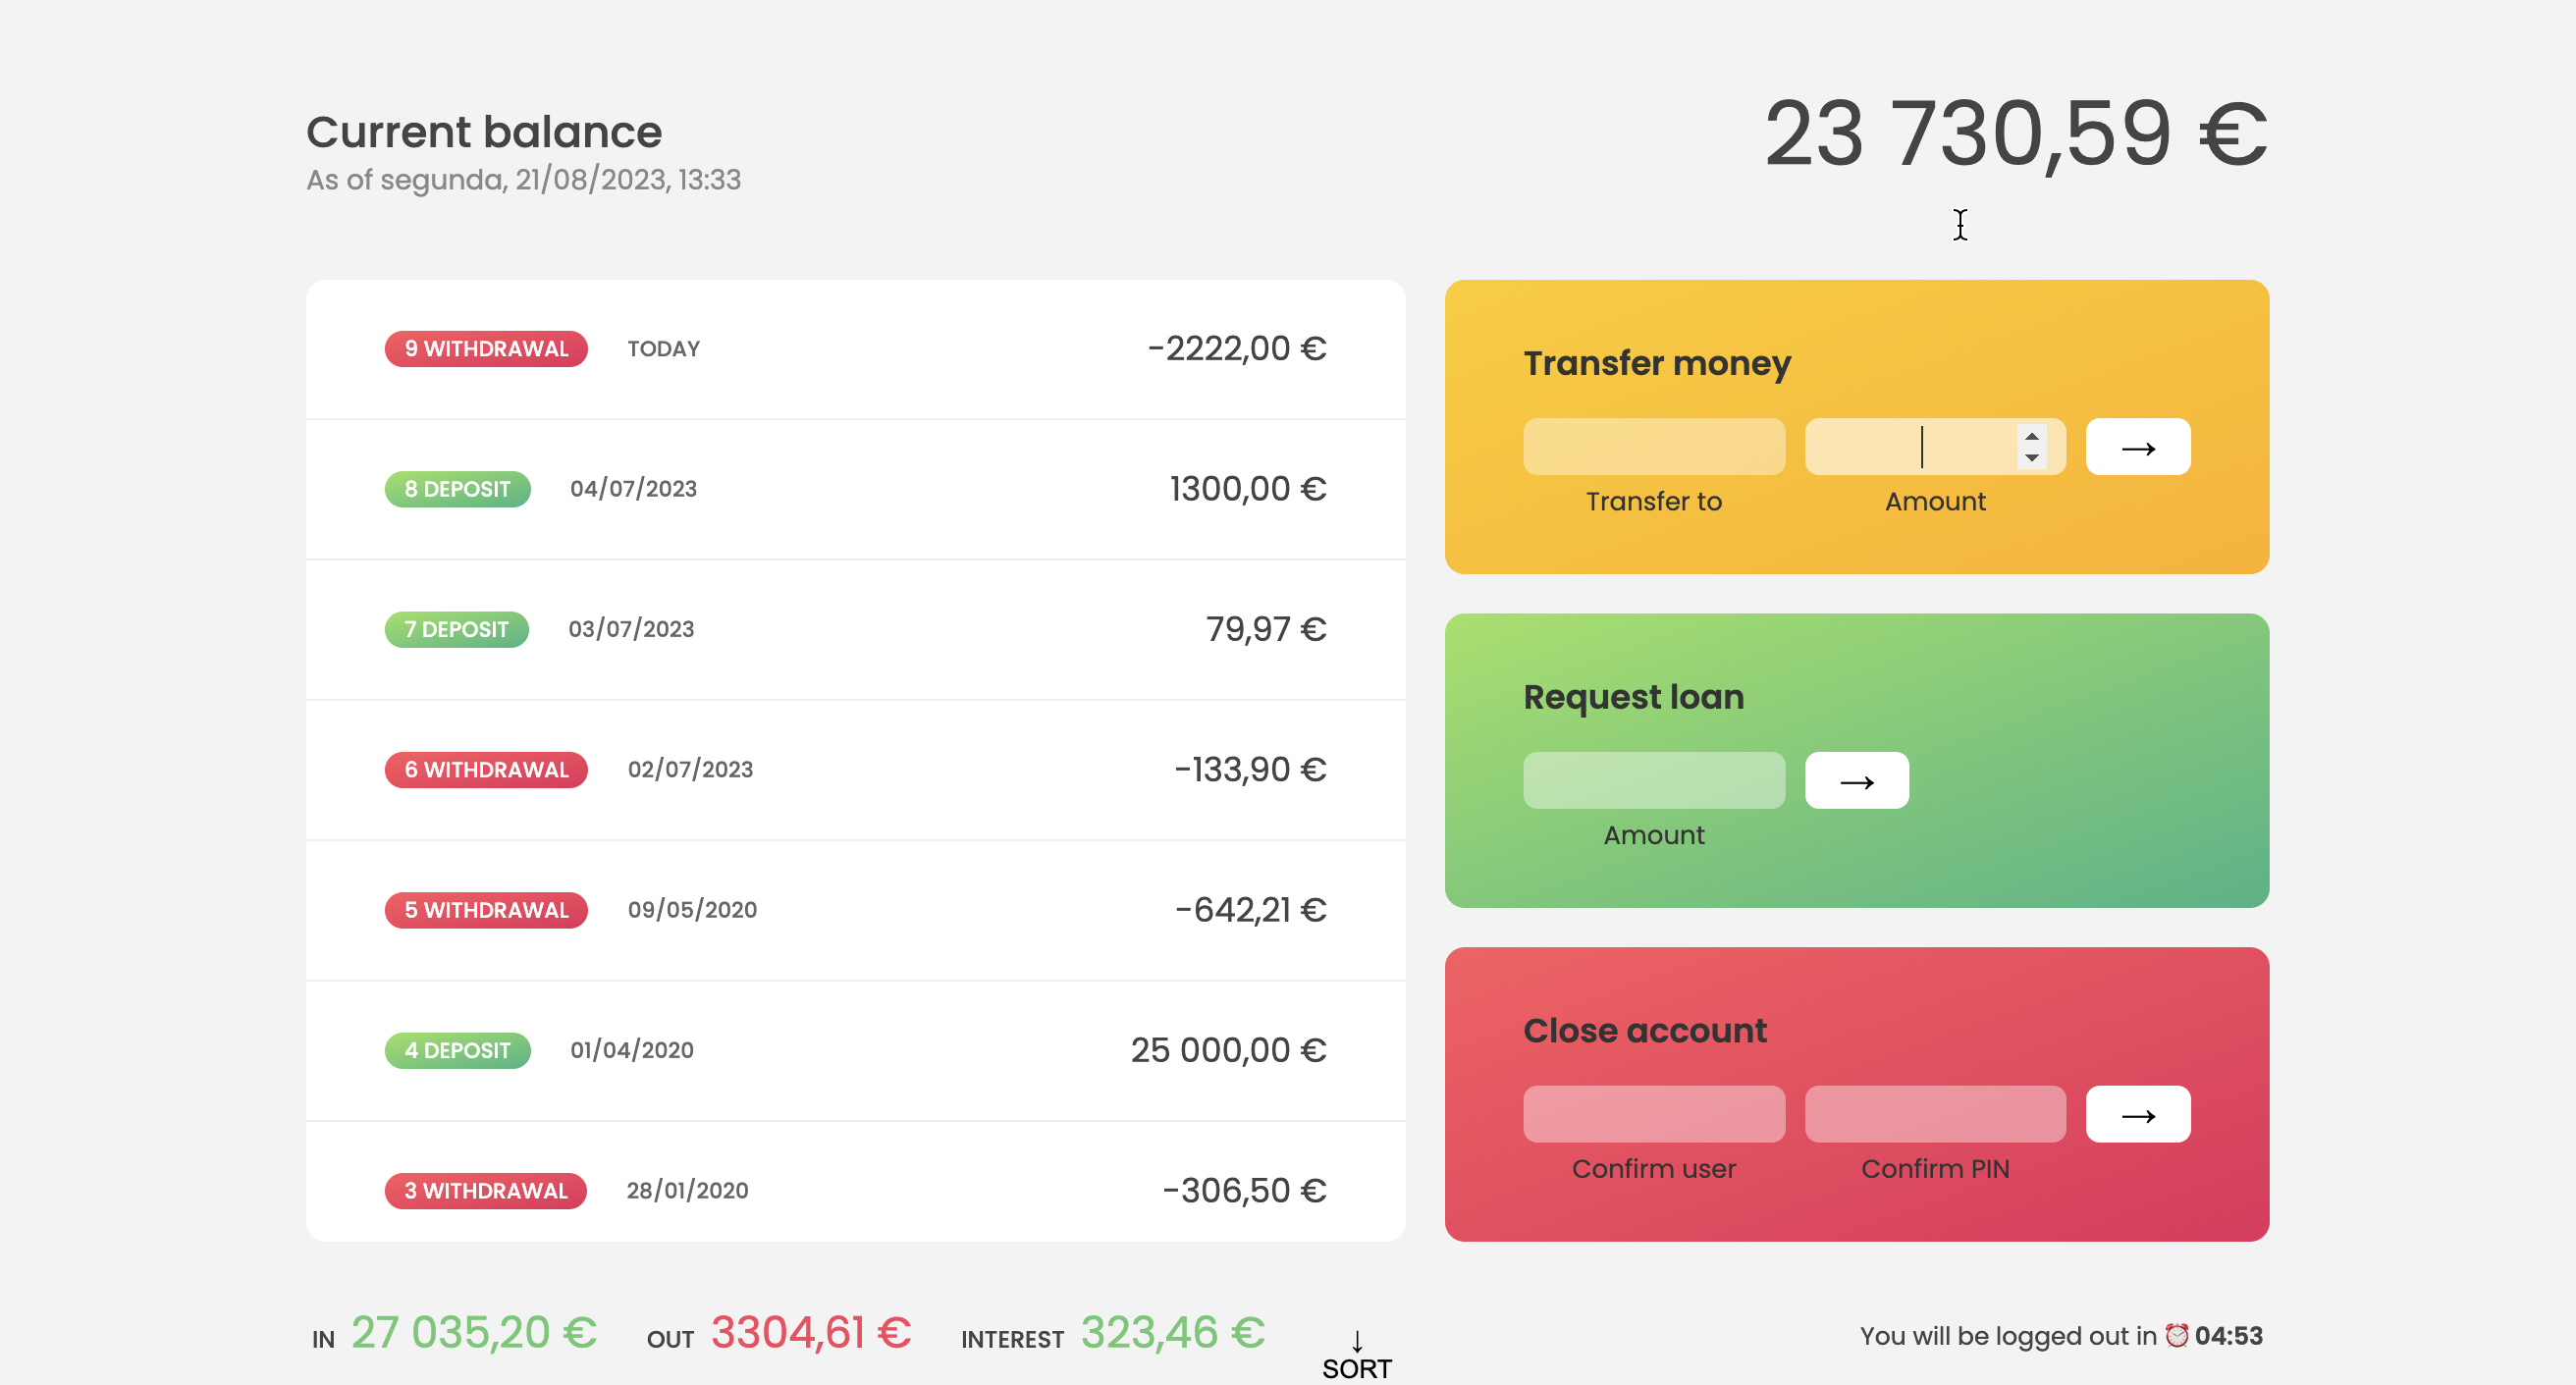 Current balance
As of segunda, 21/08/2023, 13:33
23 730,59 €
9 WITHDRAWAL TODAY -2222,00 €
8 DEPOSIT 04/07/2023 1300,00 €
7 DEPOSIT 03/07/2023 79,97 €
6 WITHDRAWAL 02/07/2023 -133,90 €
5 WITHDRAWAL 09/05/2020 -642,21 €
4 DEPOSIT 01/04/2020 25 000,00 €
3 WITHDRAWAL 28/01/2020 -306,50 €
Transfer money
→
Transfer to Amount
Request loan
→
Amount
Close account
→
Confirm user Confirm PIN
IN 27 035,20 € OUT 3304,61 € INTEREST 323,46 € ↓ SORT
You will be logged out in ⏰ 04:53